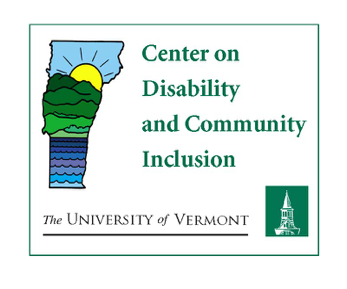 Center on
Disability
and Community
Inclusion
The UNIVERSITY of VERMONT